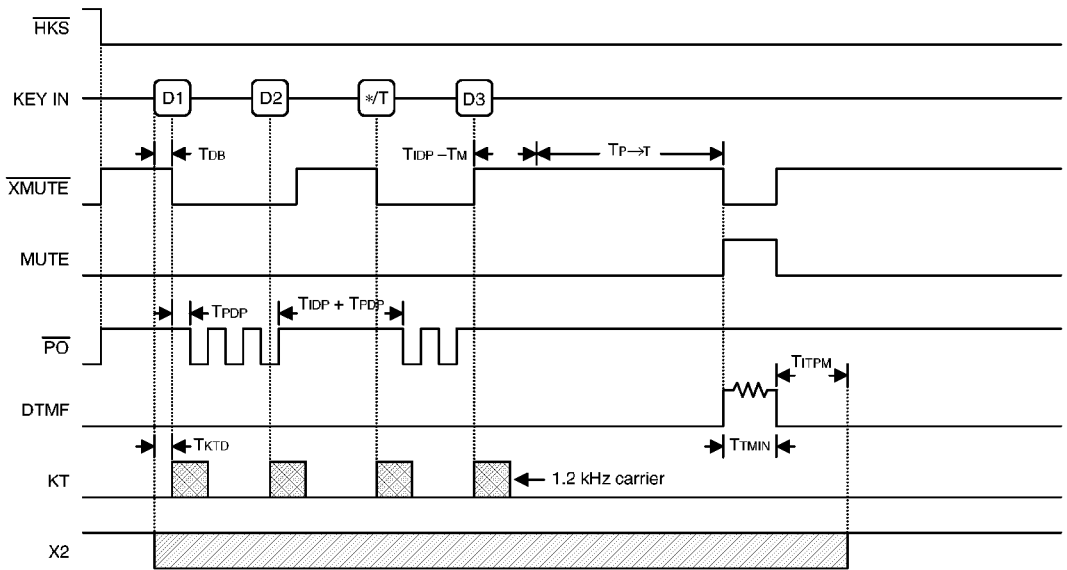 HKS
KEY IN
D1
D2
*/T
D3
TDB
TIDP –TM
TP→T
XMUTE
MUTE
TPDP
TIDP + TPDP
PO
TITPM
DTMF
TKTD
TTMIN
KT
1.2 kHz carrier
X2